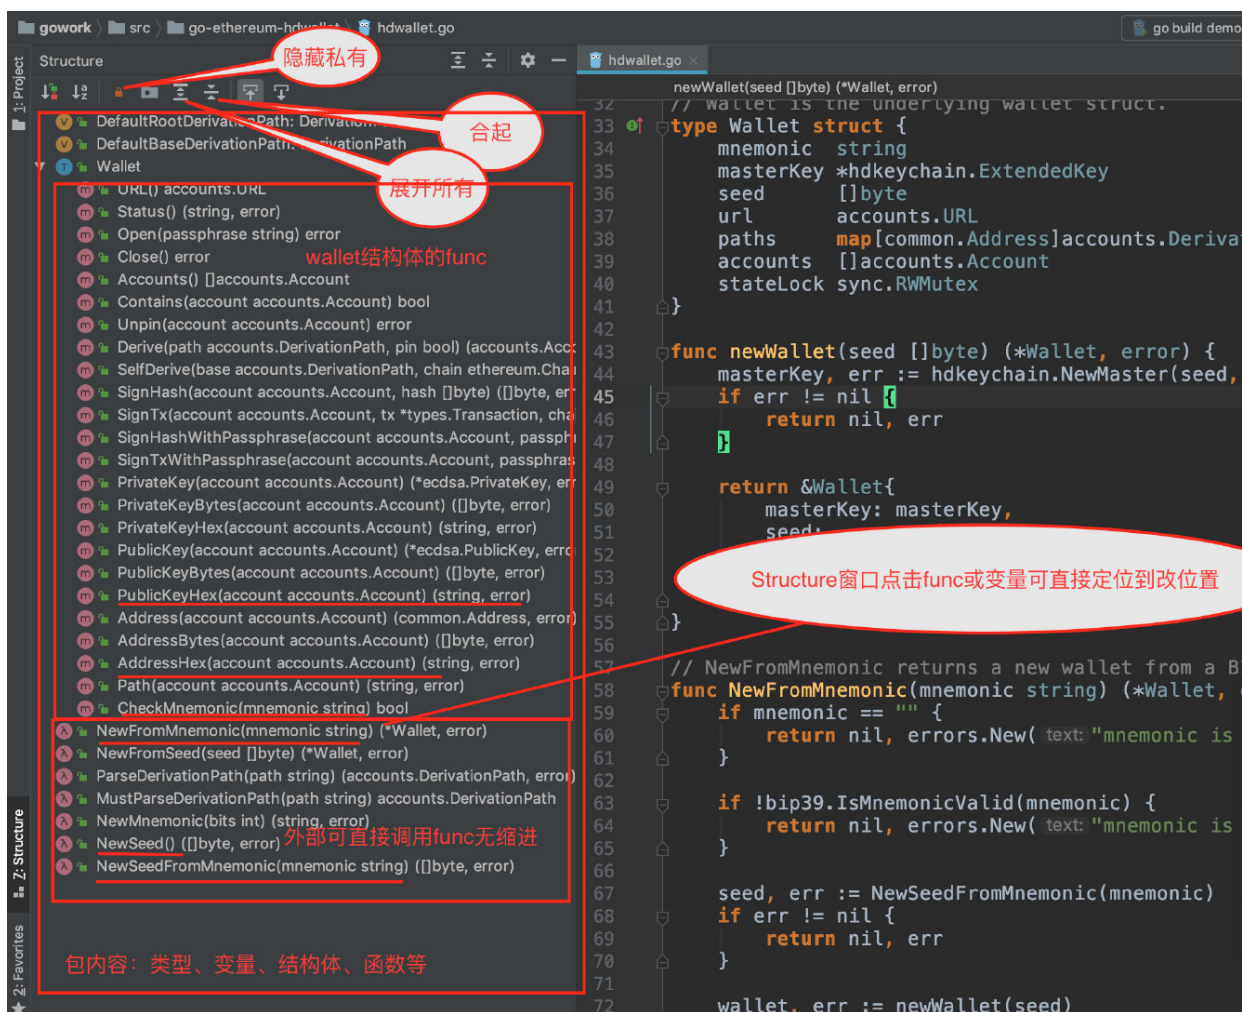 gowork 〉 src 〉 go-ethereum-hdwallet 〉 hdwallet.go
go build demo
1: Project
Structure
隐藏私有
合起
展开所有
DefaultRootDerivationPath:
DefaultBaseDerivationPath: DerivationPath
Wallet
URL() accounts.URL
Status() (string, error)
Open(passphrase string) error
wallet结构体的func
Close() error
Accounts() []accounts.Account
Contains(account accounts.Account) bool
Unpin(account accounts.Account) error
Derive(path accounts.DerivationPath, pin bool) (accounts.Acc
SelfDerive(base accounts.DerivationPath, chain ethereum.Chai
SignHash(account accounts.Account, hash []byte) ([]byte, err
SignTx(account accounts.Account, tx *types.Transaction, chai
SignHashWithPassphrase(account accounts.Account, passph
SignTxWithPassphrase(account accounts.Account, passphras
PrivateKey(account accounts.Account) (*ecdsa.PrivateKey, err
PrivateKeyBytes(account accounts.Account) ([]byte, error)
PrivateKeyHex(account accounts.Account) (string, error)
PublicKey(account accounts.Account) (*ecdsa.PublicKey, erro
PublicKeyBytes(account accounts.Account) ([]byte, error)
PublicKeyHex(account accounts.Account) (string, error)
Address(account accounts.Account) (common.Address, error)
AddressBytes(account accounts.Account) ([]byte, error)
AddressHex(account accounts.Account) (string, error)
Path(account accounts.Account) (string, error)
CheckMnemonic(mnemonic string) bool
NewFromMnemonic(mnemonic string) (*Wallet, error)
NewFromSeed(seed []byte) (*Wallet, error)
ParseDerivationPath(path string) (accounts.DerivationPath, error)
MustParseDerivationPath(path string) accounts.DerivationPath
NewMnemonic(bits int) (string, error)
外部可直接调用func无缩进
NewSeed() ([]byte, error)
NewSeedFromMnemonic(mnemonic string) ([]byte, error)
包内容：类型、变量、结构体、函数等
Z: Structure
2: Favorites
hdwallet.go
newWallet(seed []byte) (*Wallet, error)
32 // Wallet is the underlying wallet struct.
33 type Wallet struct {
34 mnemonic string
35 masterKey *hdkeychain.ExtendedKey
36 seed []byte
37 url accounts.URL
38 paths map[common.Address]accounts.Deriva
39 accounts []accounts.Account
40 stateLock sync.RWMutex
41 }
42
43 func newWallet(seed []byte) (*Wallet, error) {
44 masterKey, err := hdkeychain.NewMaster(seed,
45 if err != nil {
46 return nil, err
47 }
48
49 return &Wallet{
50 masterKey: masterKey,
51 seed:
52
53
Structure窗口点击func或变量可直接定位到改位置
54
55 }
56
57 // NewFromMnemonic returns a new wallet from a B
58 func NewFromMnemonic(mnemonic string) (*Wallet,
59 if mnemonic == "" {
60 return nil, errors.New( text: "mnemonic is
61 }
62
63 if !bip39.IsMnemonicValid(mnemonic) {
64 return nil, errors.New( text: "mnemonic is
65 }
66
67 seed, err := NewSeedFromMnemonic(mnemonic)
68 if err != nil {
69 return nil, err
70 }
71
72 wallet, err := newWallet(seed)